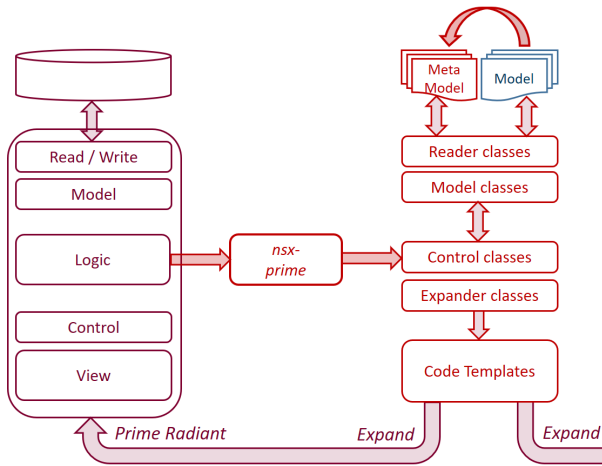 Meta
Model
Model
Read / Write
Reader classes
Model
Model classes
Logic
nsx-
prime
Control classes
Expander classes
Control
View
Code Templates
Prime Radiant
Expand
Expand